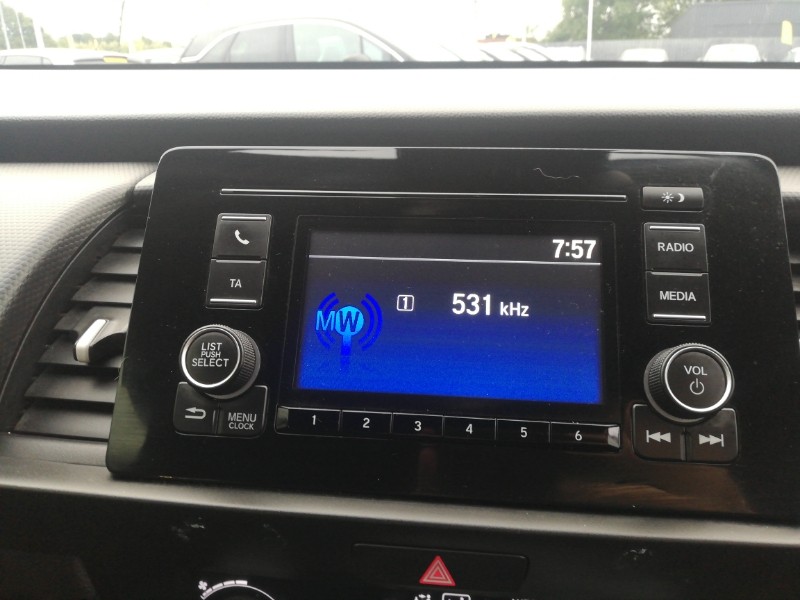 7:57
MW 1 531 kHz
TA
RADIO
MEDIA
LIST
PUSH
SELECT
VOL
MENU
CLOCK
1 2 3 4 5 6